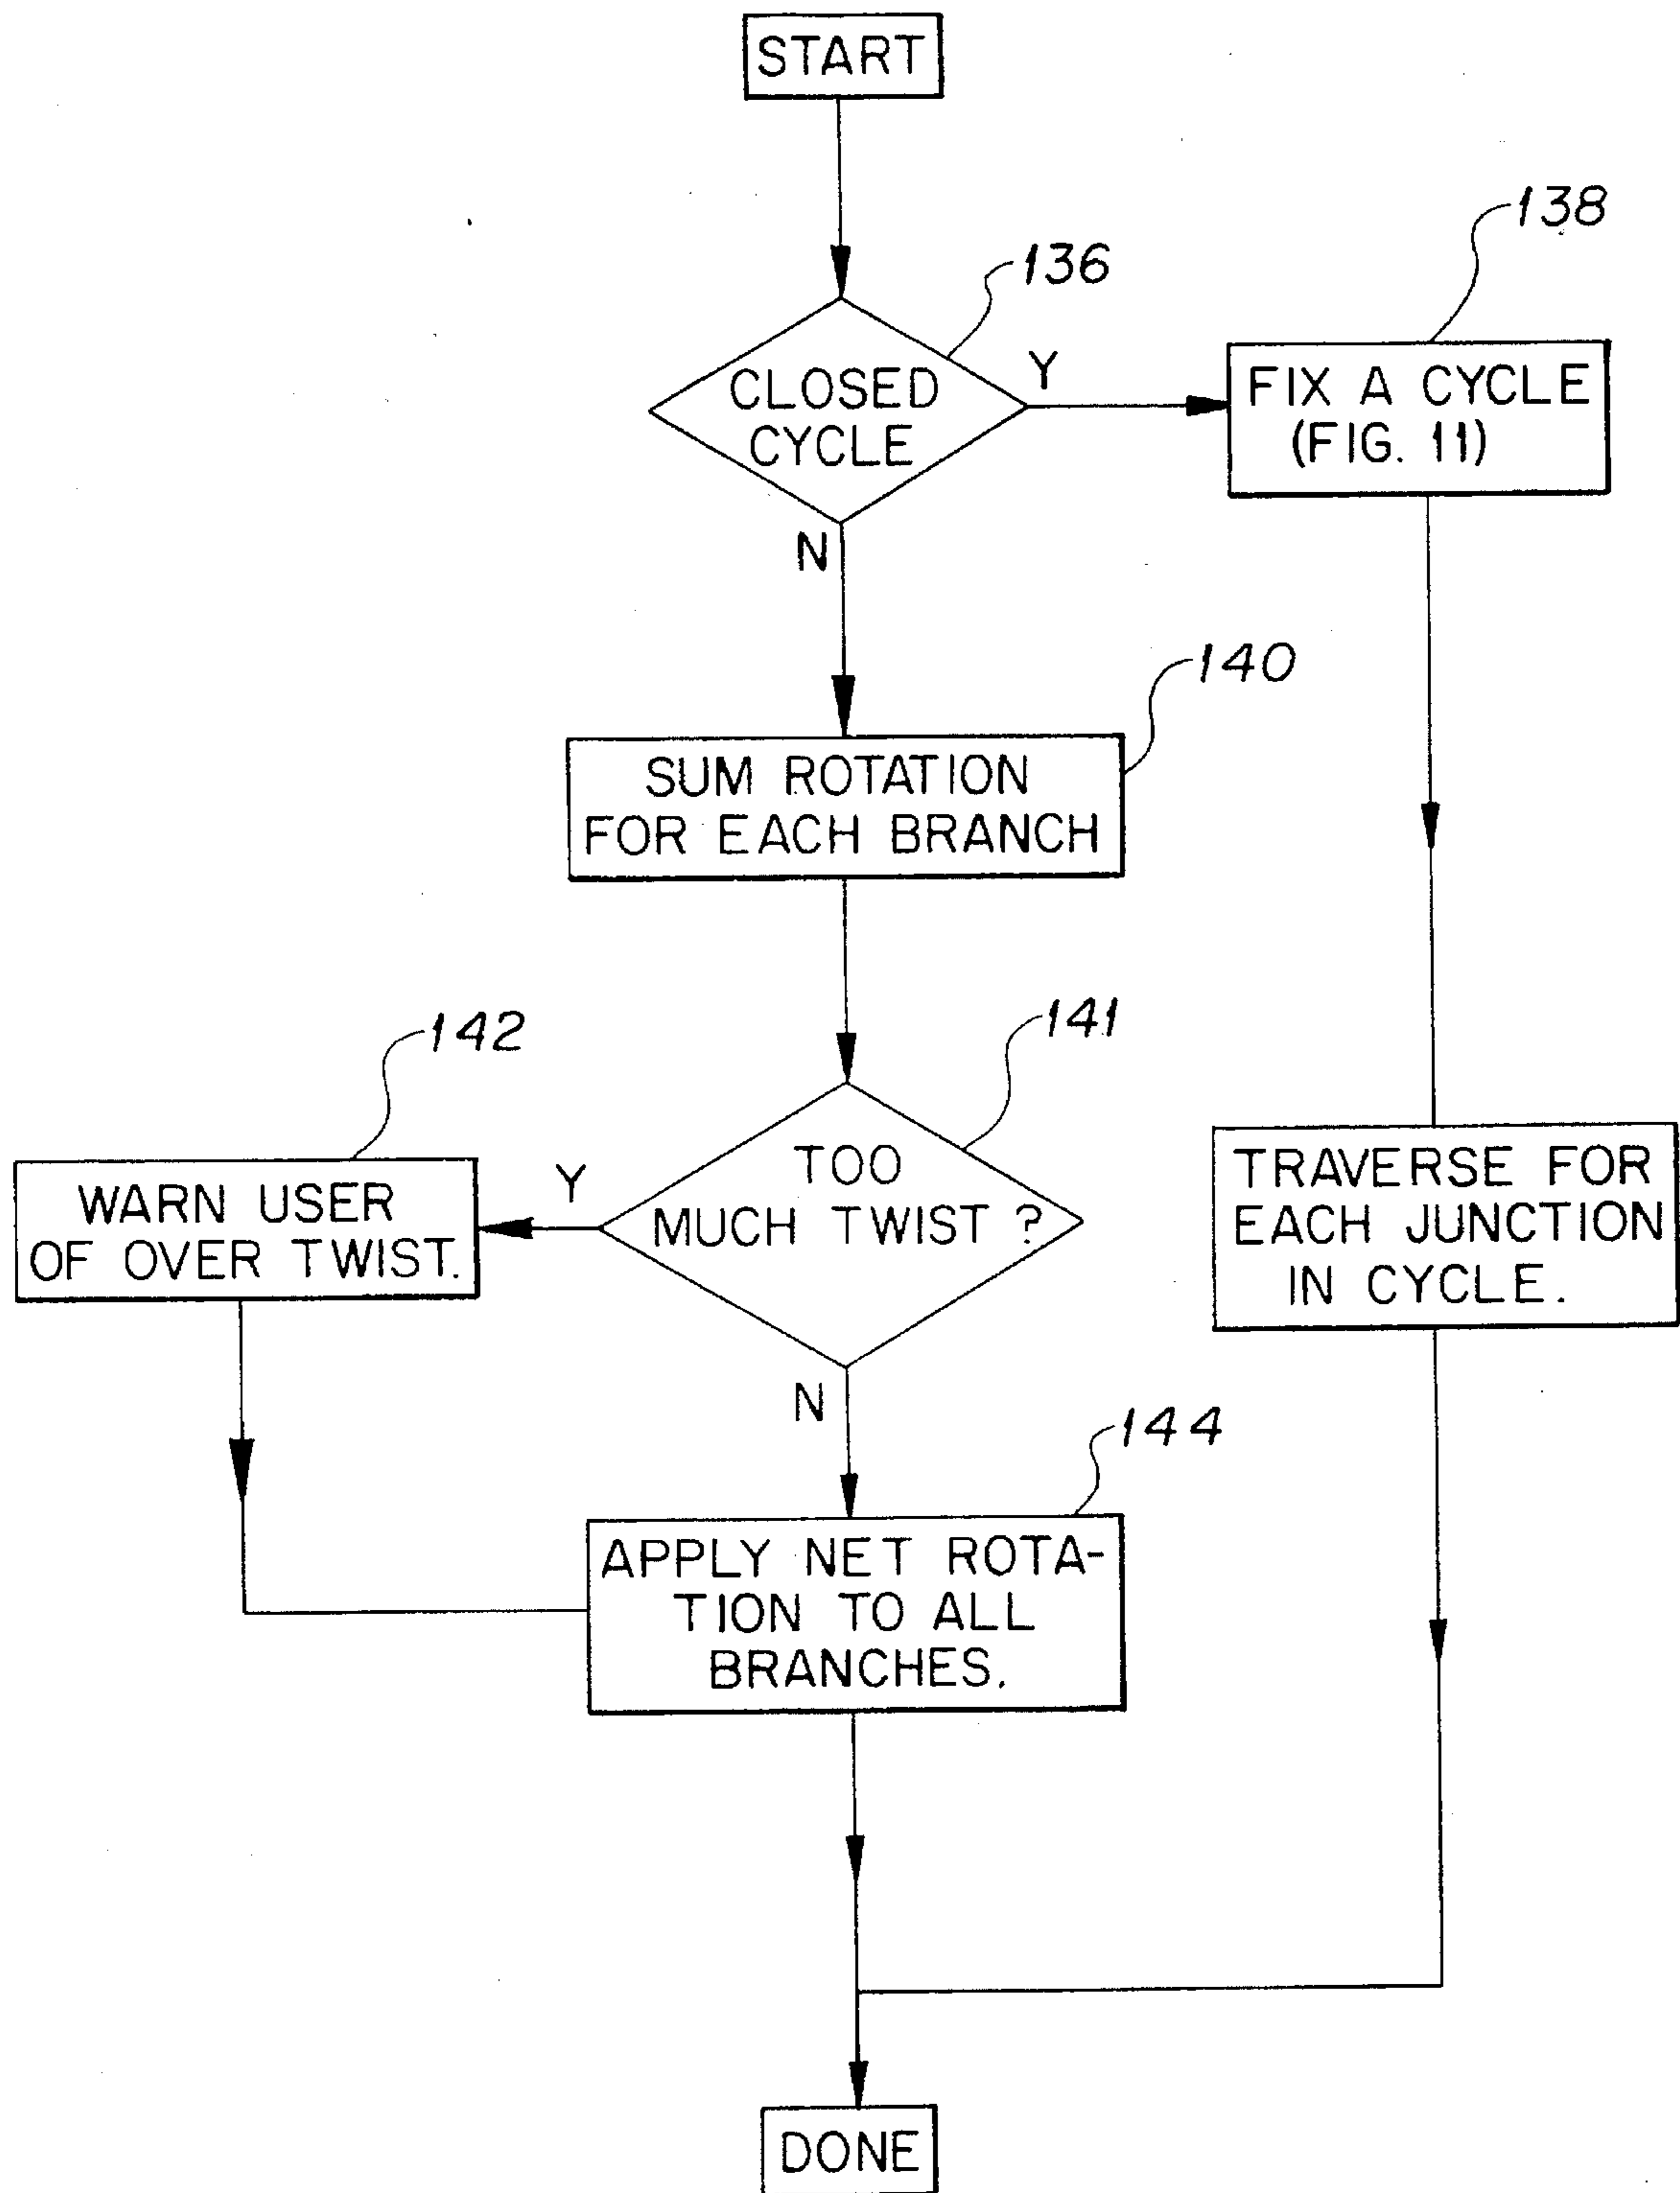 START
136
138
CLOSED
CYCLE
Y
FIX A CYCLE
(FIG. 11)
N
140
SUM ROTATION
FOR EACH BRANCH
141
142
TOO
MUCH TWIST ?
Y
WARN USER
OF OVER TWIST.
TRAVERSE FOR
EACH JUNCTION
IN CYCLE.
N
144
APPLY NET ROTA-
TION TO ALL
BRANCHES.
DONE